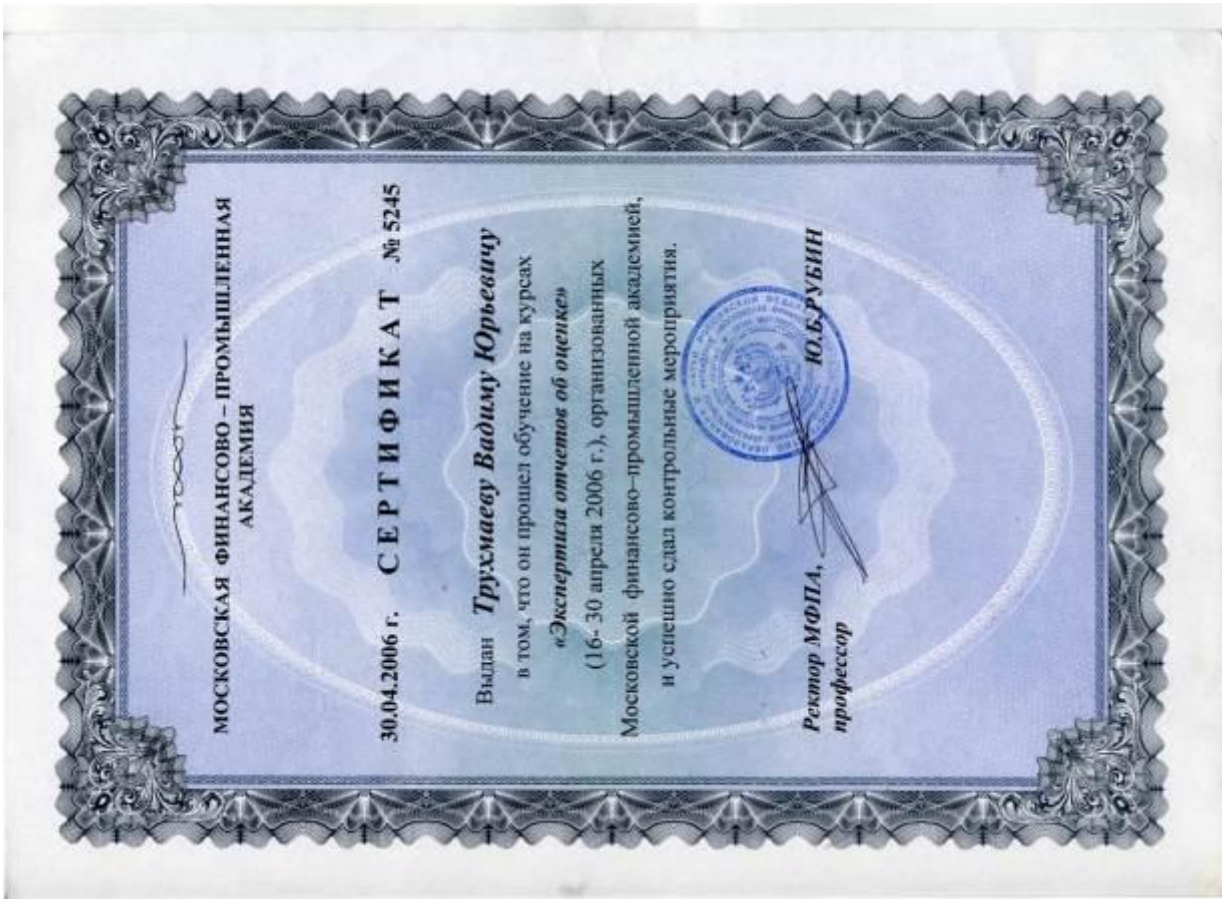 МОСКОВСКАЯ ФИНАНСОВО – ПРОМЫШЛЕННАЯ
АКАДЕМИЯ
30.04.2006 г. СЕРТИФИКАТ № 5245
Выдан Трухмаеву Вадиму Юрьевичу
в том, что он прошел обучение на курсах
«Экспертиза отчетов об оценке»
(16- 30 апреля 2006 г.), организованных
Московской финансово–промышленной академией,
и успешно сдал контрольные мероприятия.
Ректор МФПА,
профессор Ю.Б.РУБИН